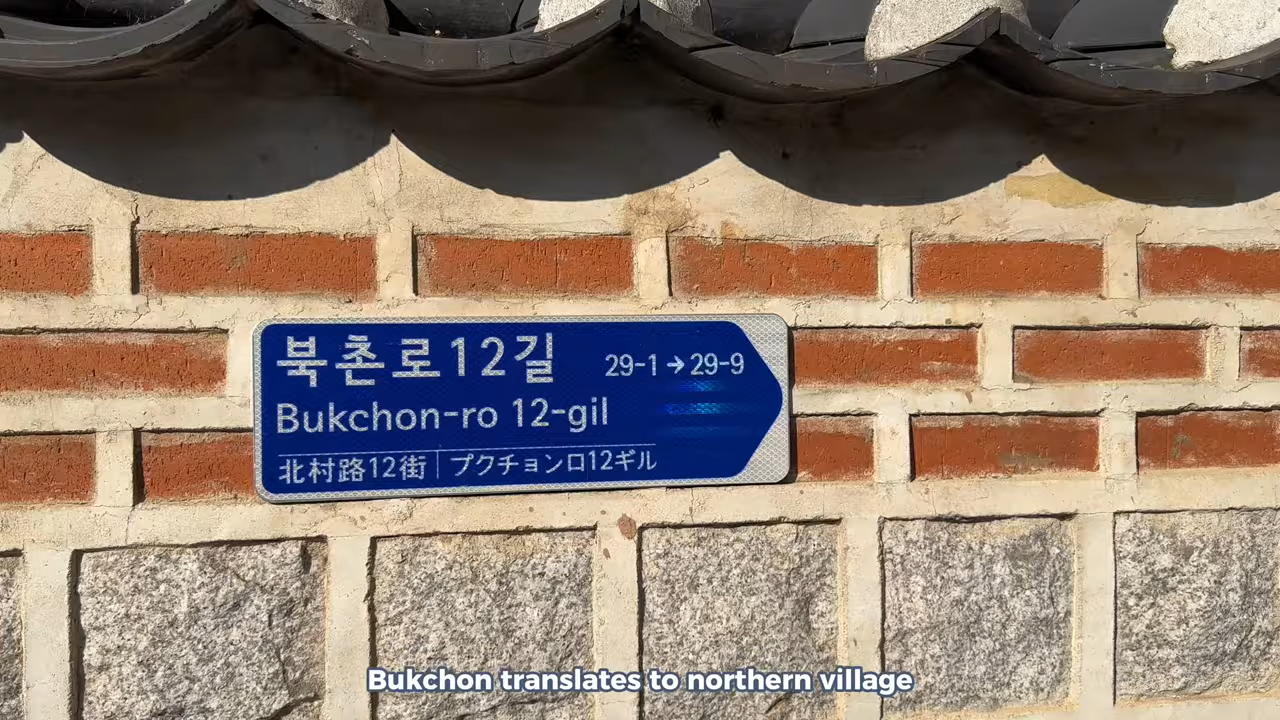 북촌로12길
29-1 → 29-9
Bukchon-ro 12-gil
北村路12街 | プクチョンロ12ギル
Bukchon translates to northern village